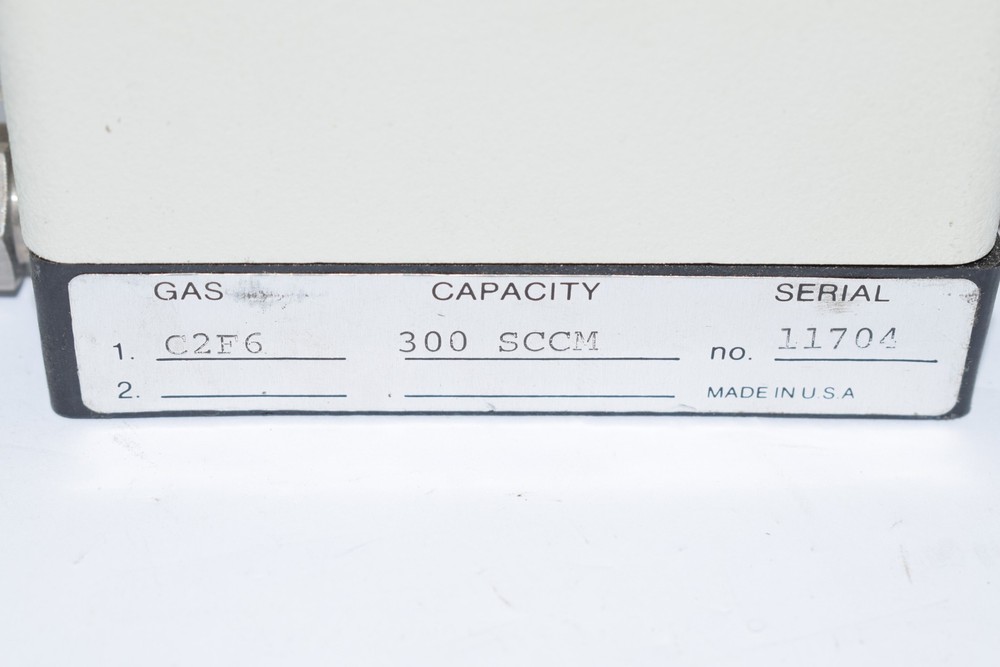 GAS CAPACITY SERIAL
1. C2F6 300 SCCM no. 11704
2. MADE IN U.S.A